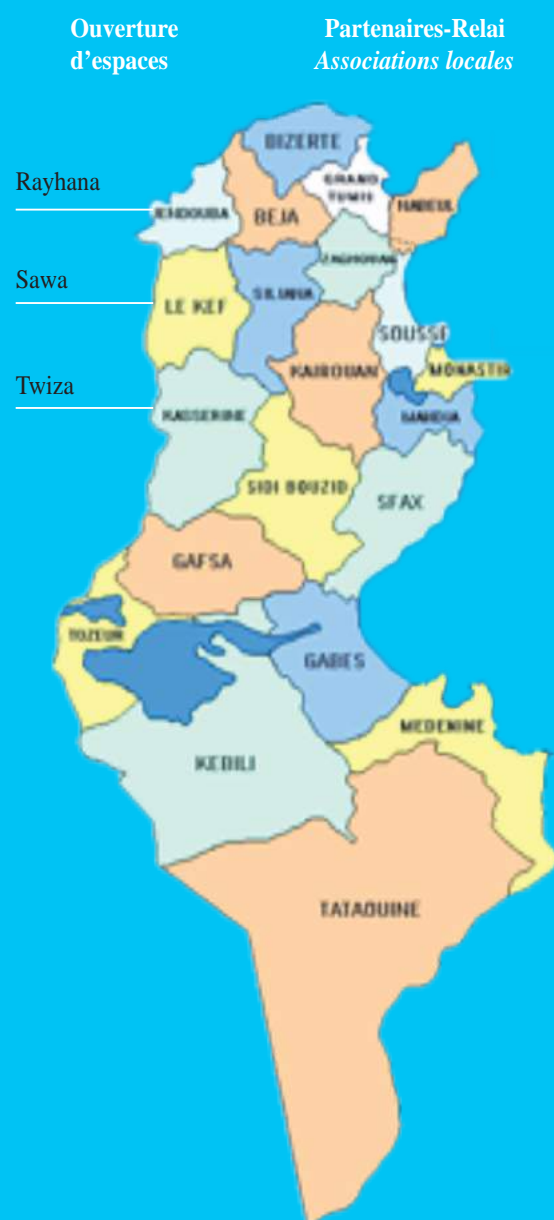 Ouverture
d'espaces
Partenaires-Relai
Associations locales
BIZERTE
Rayhana
GRAND
TUNIS
NABEUL
JENDOUBA
BEJA
ZAGHOUAN
Sawa
SILIANA
LE KEF
SOUSSE
MONASTIR
KAIROUAN
Twiza
KASSERINE
MAHDIA
SIDI BOUZID
SFAX
GAFSA
TOZEUR
GABES
MEDENINE
KEBILI
TATAOUINE